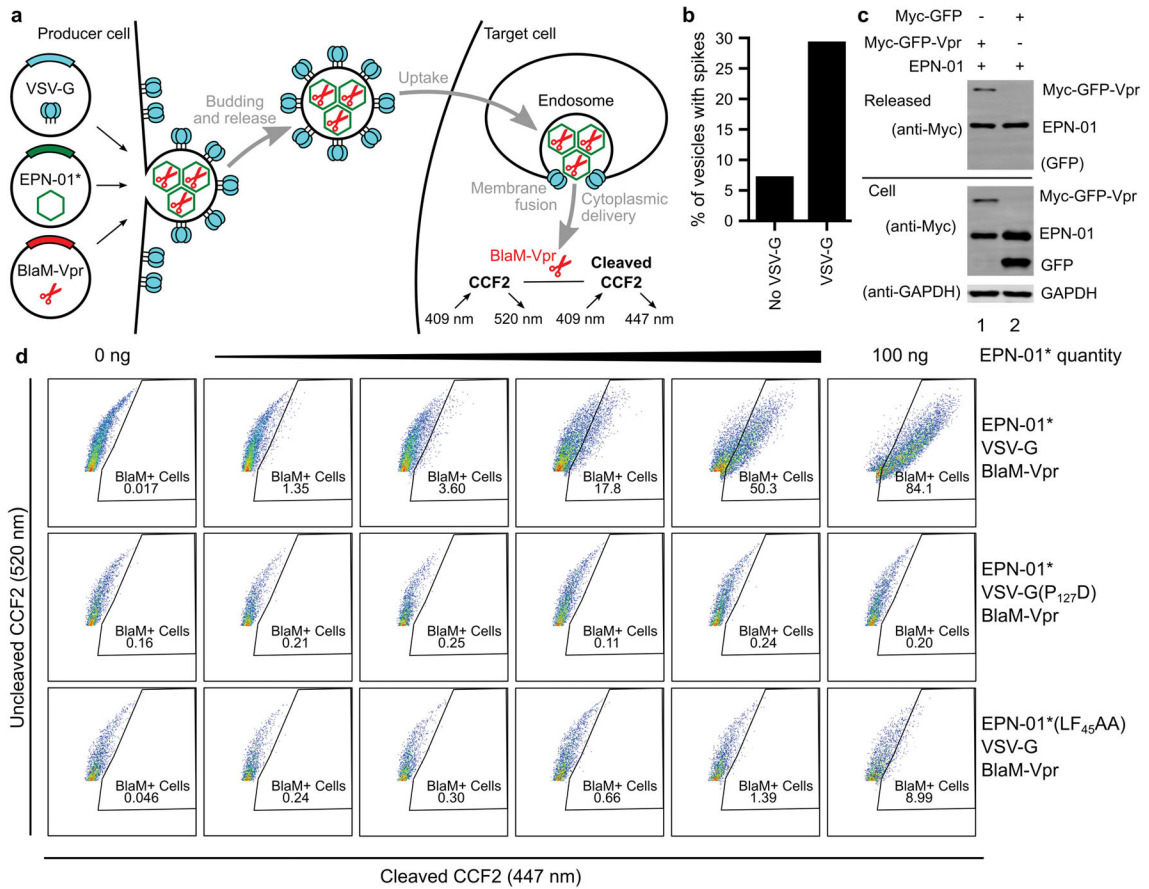 a
Producer cell
VSV-G
EPN-01*
BlaM-Vpr
Budding
and release
Uptake
Target cell
Endosome
Membrane
fusion
Cytoplasmic
delivery
BlaM-Vpr
CCF2
Cleaved
CCF2
409 nm
520 nm
409 nm
447 nm
b
% of vesicles with spikes
30
25
20
15
10
5
0
No VSV-G
VSV-G
c
Myc-GFP - +
Myc-GFP-Vpr + -
EPN-01 + +
Released
(anti-Myc)
Myc-GFP-Vpr
EPN-01
(GFP)
Cell
(anti-Myc)
Myc-GFP-Vpr
EPN-01
GFP
(anti-GAPDH)
GAPDH
1 2
d
0 ng
100 ng
EPN-01* quantity
Uncleaved CCF2 (520 nm)
BlaM+ Cells
0.017
BlaM+ Cells
1.35
BlaM+ Cells
3.60
BlaM+ Cells
17.8
BlaM+ Cells
50.3
BlaM+ Cells
84.1
EPN-01*
VSV-G
BlaM-Vpr
BlaM+ Cells
0.16
BlaM+ Cells
0.21
BlaM+ Cells
0.25
BlaM+ Cells
0.11
BlaM+ Cells
0.24
BlaM+ Cells
0.20
EPN-01*
VSV-G(P₁₂₇D)
BlaM-Vpr
BlaM+ Cells
0.046
BlaM+ Cells
0.24
BlaM+ Cells
0.30
BlaM+ Cells
0.66
BlaM+ Cells
1.39
BlaM+ Cells
8.99
EPN-01*(LF₄₅AA)
VSV-G
BlaM-Vpr
Cleaved CCF2 (447 nm)